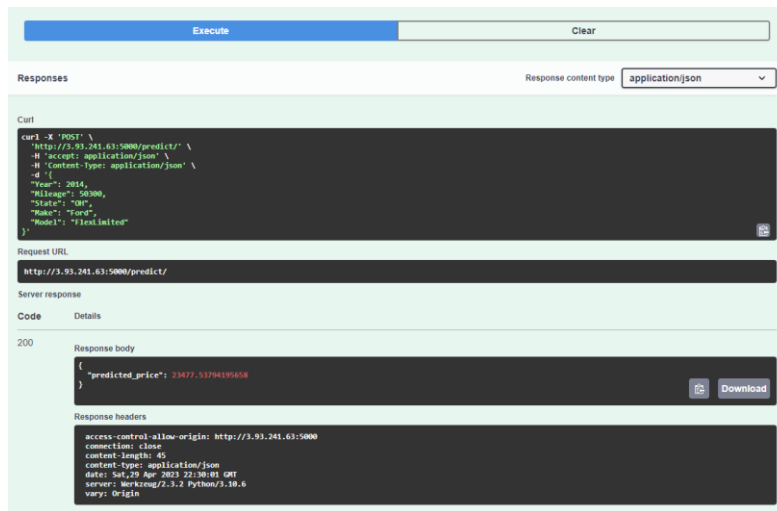 Execute
Clear
Responses
Response content type
application/json
Curl
curl -X 'POST' \
'http://3.93.241.63:5000/predict/' \
-H 'accept: application/json' \
-H 'Content-Type: application/json' \
-d '{
"Year": 2014,
"Mileage": 50300,
"State": "OH",
"Make": "Ford",
"Model": "FlexLimited"
}'
Request URL
http://3.93.241.63:5000/predict/
Server response
Code Details
200
Response body
{
"predicted_price": 23477.53794195658
}
Download
Response headers
access-control-allow-origin: http://3.93.241.63:5000
connection: close
content-length: 45
content-type: application/json
date: Sat,29 Apr 2023 22:30:01 GMT
server: Werkzeug/2.3.2 Python/3.10.6
vary: Origin